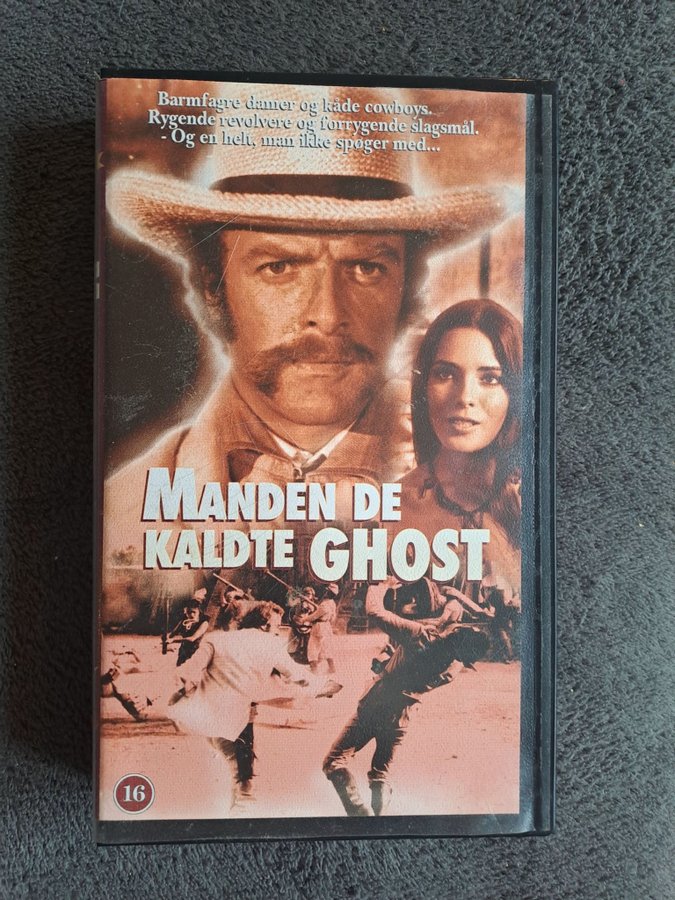 Barmfagre damer og kåde cowboys.
Rygende revolvere og forrygende slagsmål.
- Og en helt, man ikke spøger med...
MANDEN DE
KALDTE GHOST
16